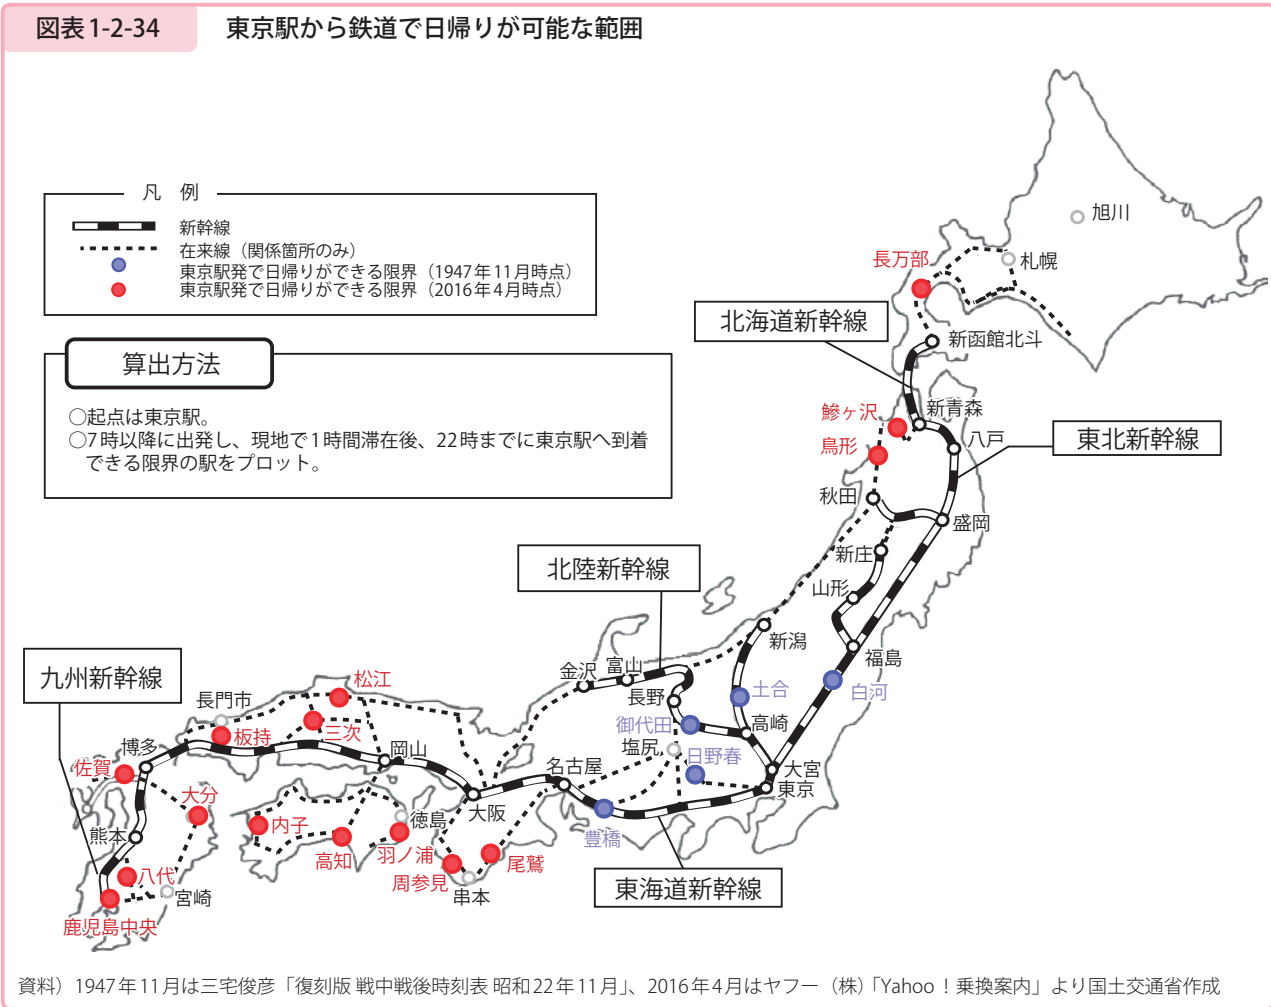 図表1-2-34 東京駅から鉄道で日帰りが可能な範囲
凡 例
新幹線
在来線（関係箇所のみ）
東京駅発で日帰りができる限界（1947年11月時点）
東京駅発で日帰りができる限界（2016年4月時点）
算出方法
○起点は東京駅。
○7時以降に出発し、現地で1時間滞在後、22時までに東京駅へ到着
できる限界の駅をプロット。
旭川
長万部
札幌
北海道新幹線
新函館北斗
鰺ヶ沢
新青森
鳥形
八戸
東北新幹線
秋田
盛岡
新庄
北陸新幹線
山形
新潟
福島
金沢
富山
九州新幹線
松江
長門市
長野
土合
白河
御代田
高崎
板持
三次
博多
岡山
塩尻
日野春
佐賀
名古屋
大宮
東京
大分
大阪
徳島
内子
熊本
高知
羽ノ浦
豊橋
尾鷲
周参見
八代
宮崎
串本
東海道新幹線
鹿児島中央
資料）1947年11月は三宅俊彦「復刻版 戦中戦後時刻表 昭和22年11月」、2016年4月はヤフー（株）「Yahoo！乗換案内」より国土交通省作成